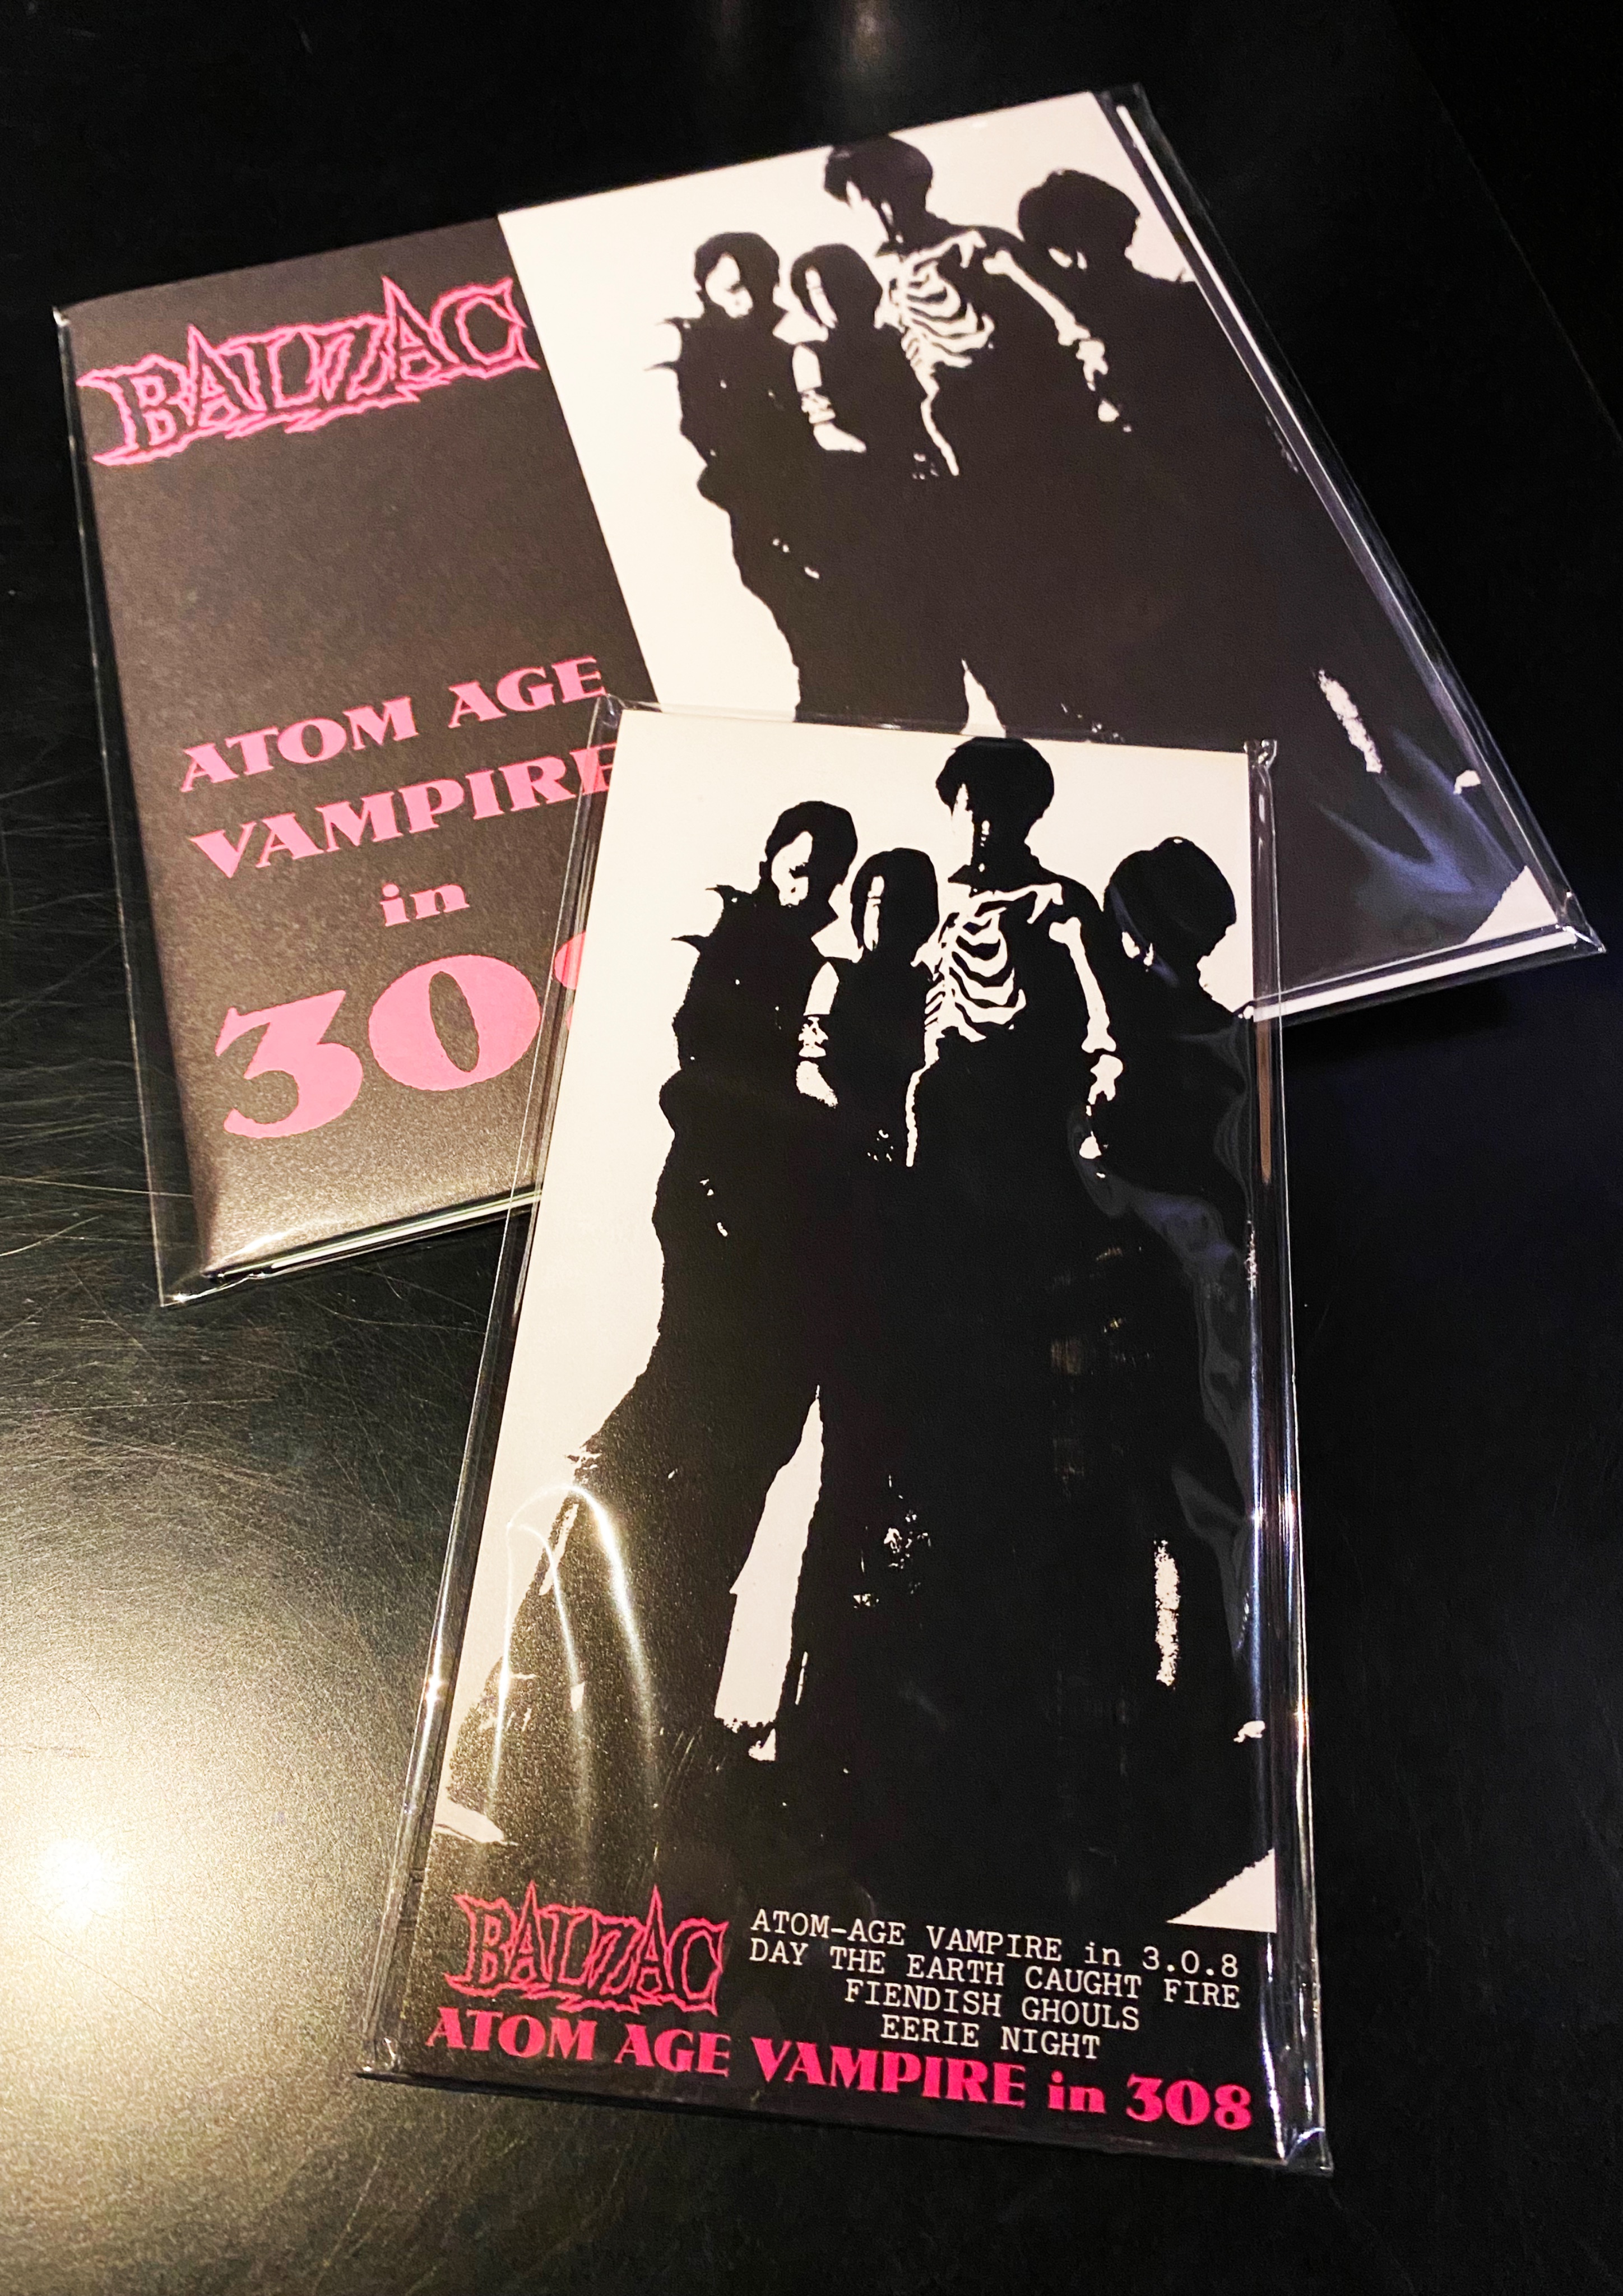 BALZAC
ATOM AGE
VAMPIRE
in
30
BALZAC
ATOM-AGE VAMPIRE in 3.0.8
DAY THE EARTH CAUGHT FIRE
FIENDISH GHOULS
EERIE NIGHT
ATOM AGE VAMPIRE in 308